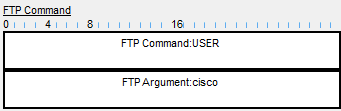 FTP Command
0 4 8 16
FTP Command:USER
FTP Argument:cisco